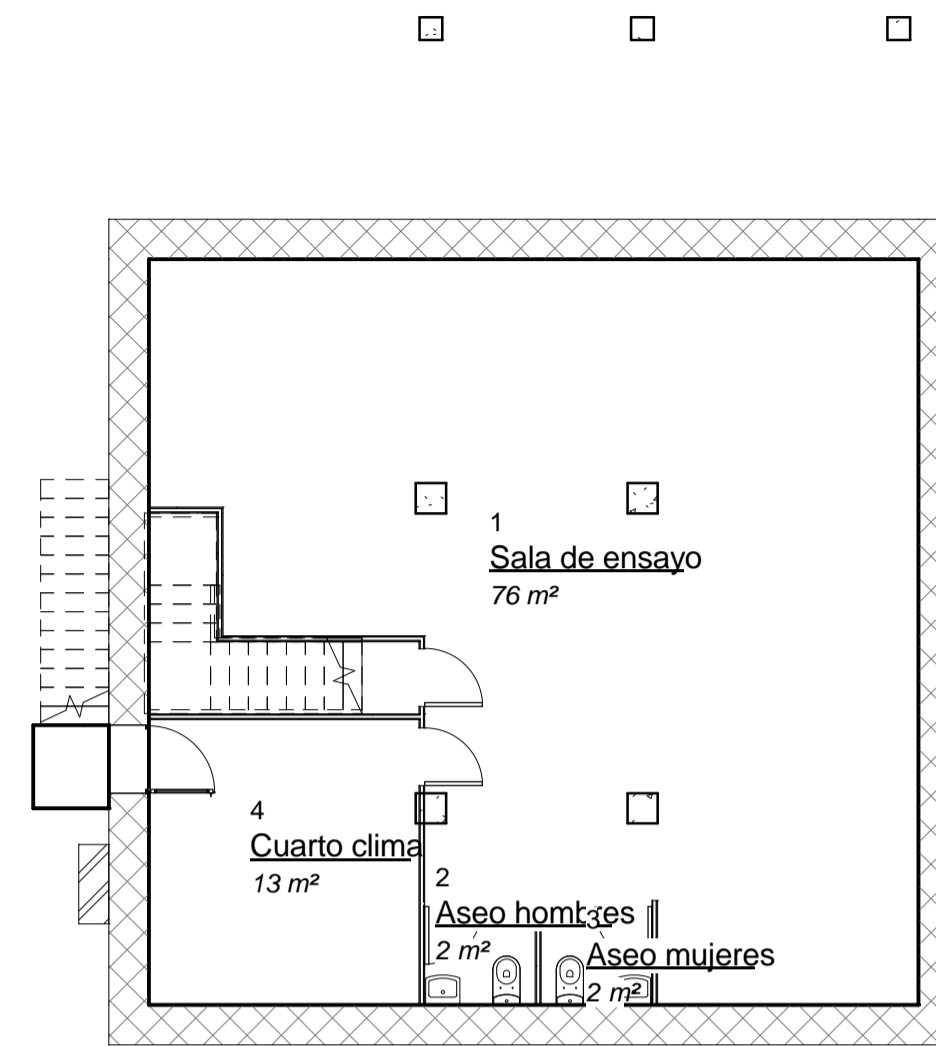 1
Sala de ensayo
76 m²
4
Cuarto clima
13 m²
2
Aseo hombres
2 m²
3
Aseo mujeres
2 m²